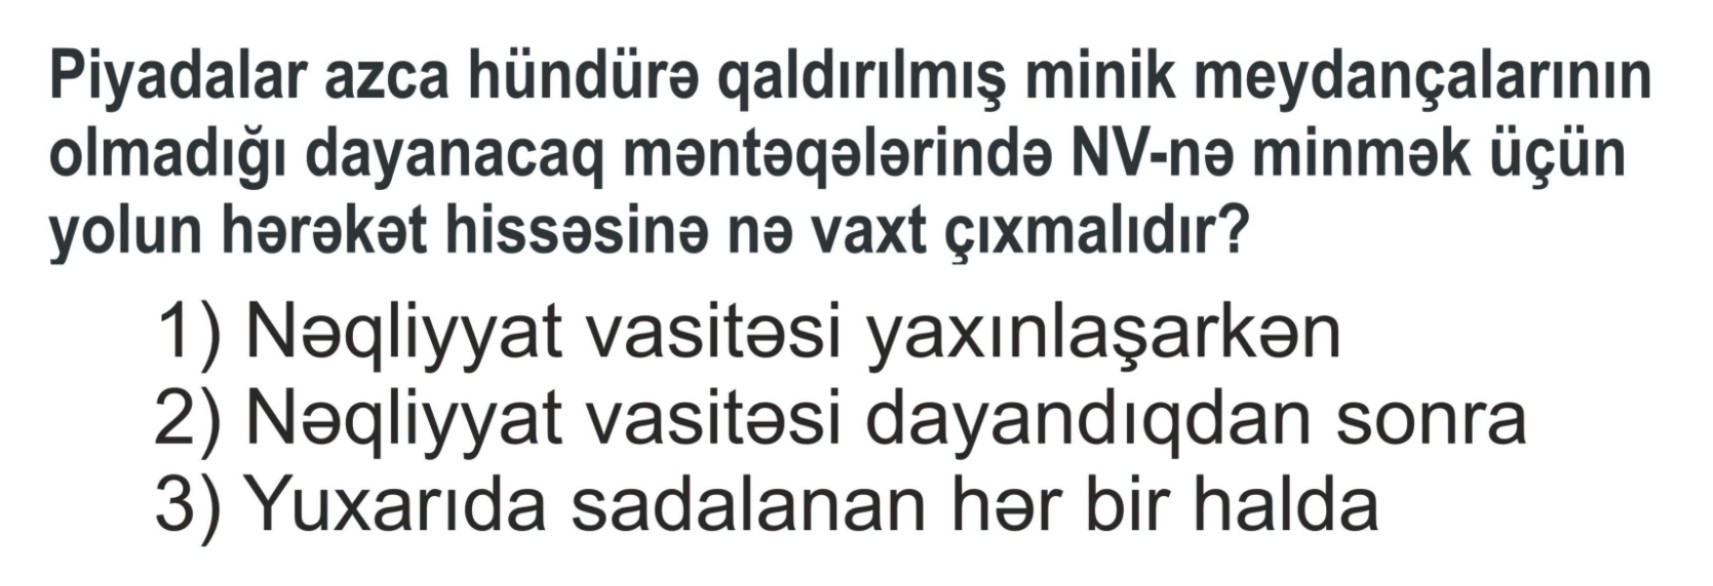 Piyadalar azca hündürə qaldırılmış minik meydançalarının
olmadığı dayanacaq məntəqələrində NV-nə minmək üçün
yolun hərəkət hissəsinə nə vaxt çıxmalıdır?
1) Nəqliyyat vasitəsi yaxınlaşarkən
2) Nəqliyyat vasitəsi dayandıqdan sonra
3) Yuxarıda sadalanan hər bir halda